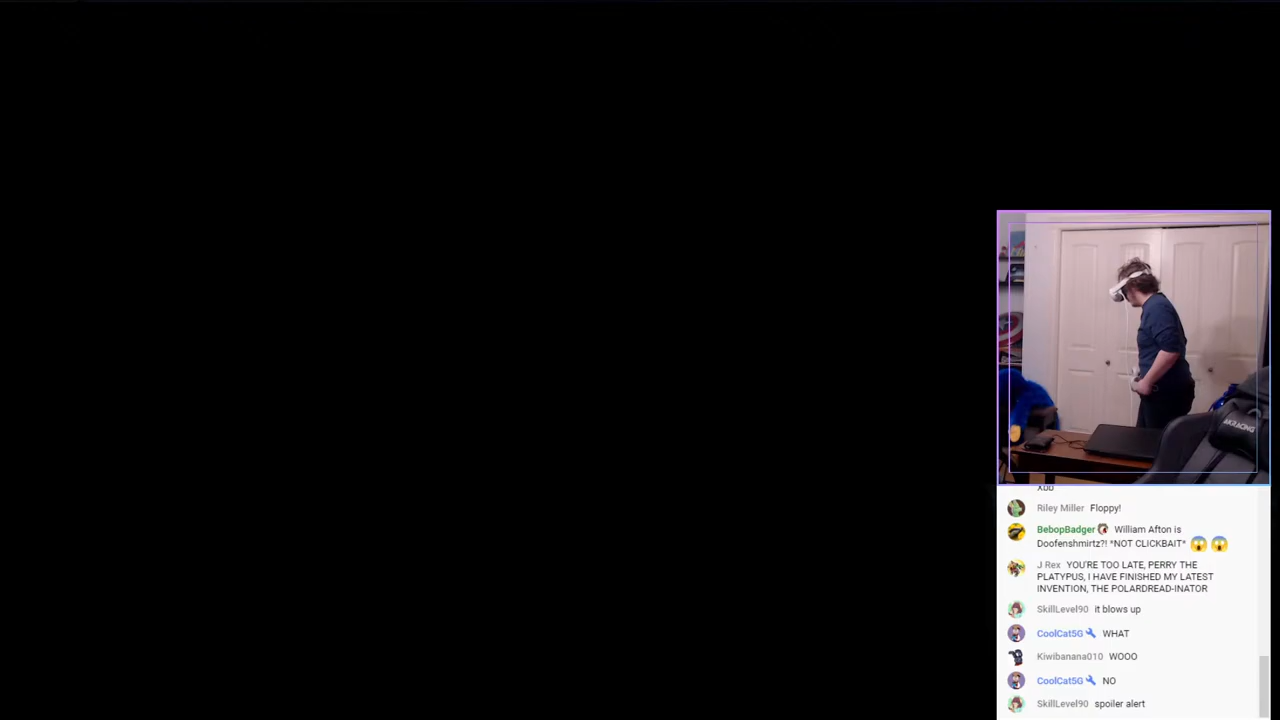 Riley Miller Floppy!
BebopBadger William Afton is
Doofenshmirtz?! *NOT CLICKBAIT*
J Rex YOU'RE TOO LATE, PERRY THE
PLATYPUS, I HAVE FINISHED MY LATEST
INVENTION, THE POLARDREAD-INATOR
SkillLevel90 it blows up
CoolCat5G WHAT
Kiwibanana010 WOOO
CoolCat5G NO
SkillLevel90 spoiler alert